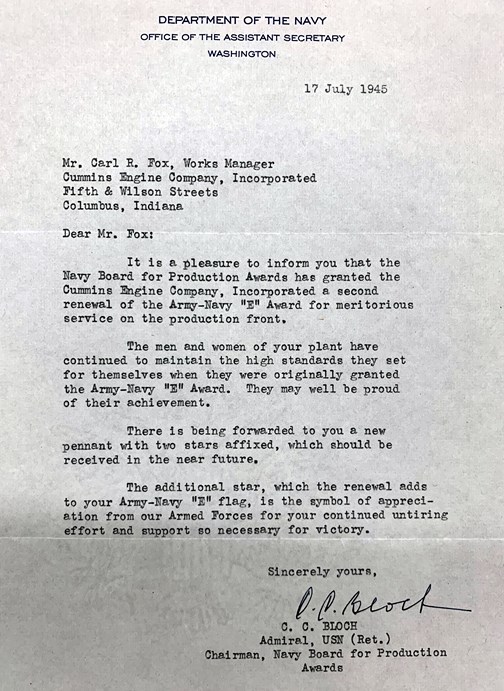 DEPARTMENT OF THE NAVY
OFFICE OF THE ASSISTANT SECRETARY
WASHINGTON
17 July 1945
Mr. Carl R. Fox, Works Manager
Cummins Engine Company, Incorporated
Fifth & Wilson Streets
Columbus, Indiana
Dear Mr. Fox:
It is a pleasure to inform you that the
Navy Board for Production Awards has granted the
Cummins Engine Company, Incorporated a second
renewal of the Army-Navy "E" Award for meritorious
service on the production front.
The men and women of your plant have
continued to maintain the high standards they set
for themselves when they were originally granted
the Army-Navy "E" Award. They may well be proud
of their achievement.
There is being forwarded to you a new
pennant with two stars affixed, which should be
received in the near future.
The additional star, which the renewal adds
to your Army-Navy "E" flag, is the symbol of appreci-
ation from our Armed Forces for your continued untiring
effort and support so necessary for victory.
Sincerely yours,
C. C. Bloch
C. C. BLOCH
Admiral, USN (Ret.)
Chairman, Navy Board for Production
Awards